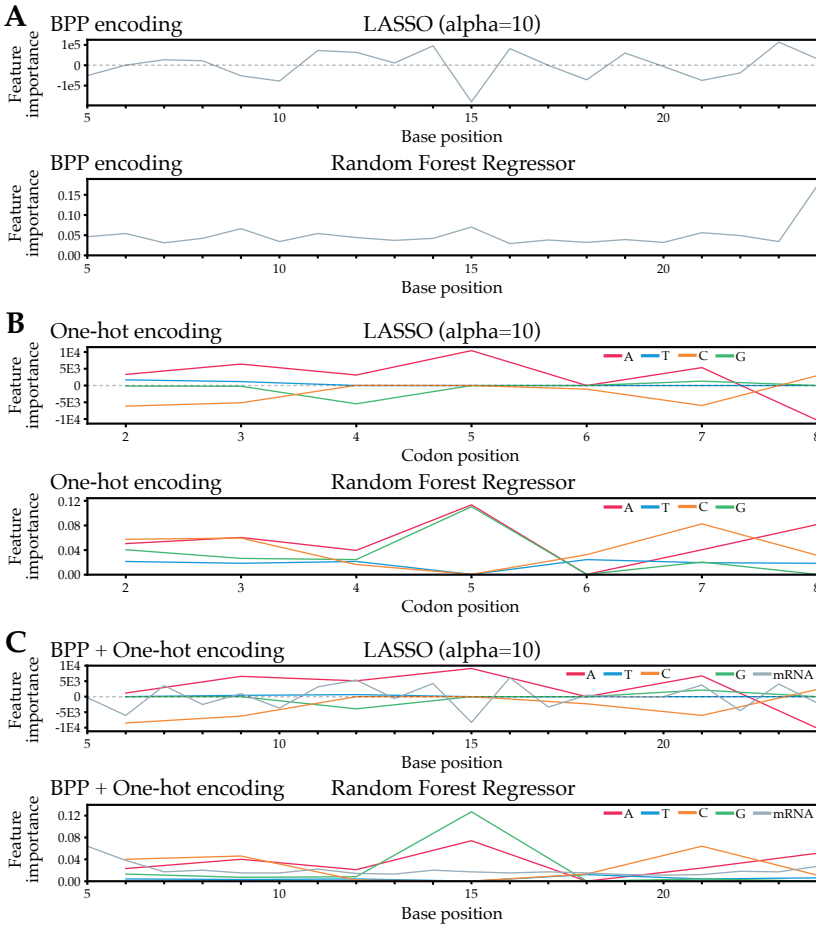 A
BPP encoding LASSO (alpha=10)
Feature importance
1e5
0
-1e5
5 10 15 20
Base position
BPP encoding Random Forest Regressor
Feature importance
0.15
0.10
0.05
0.00
5 10 15 20
Base position
B
One-hot encoding LASSO (alpha=10)
Feature importance
A T C G
1E4
5E3
0
-5E3
-1E4
2 3 4 5 6 7 8
Codon position
One-hot encoding Random Forest Regressor
Feature importance
A T C G
0.12
0.08
0.04
0.00
2 3 4 5 6 7 8
Codon position
C
BPP + One-hot encoding LASSO (alpha=10)
Feature importance
A T C G mRNA
1E4
5E3
0
-5E3
-1E4
5 10 15 20
Base position
BPP + One-hot encoding Random Forest Regressor
Feature importance
A T C G mRNA
0.12
0.08
0.04
0.00
5 10 15 20
Base position